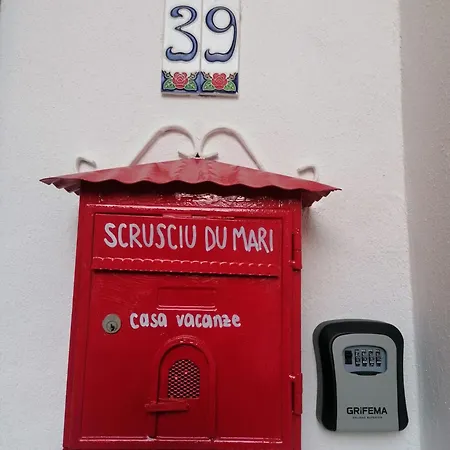 39
SCRUSCIU DU MARI
casa vacanze
GRIFEMA